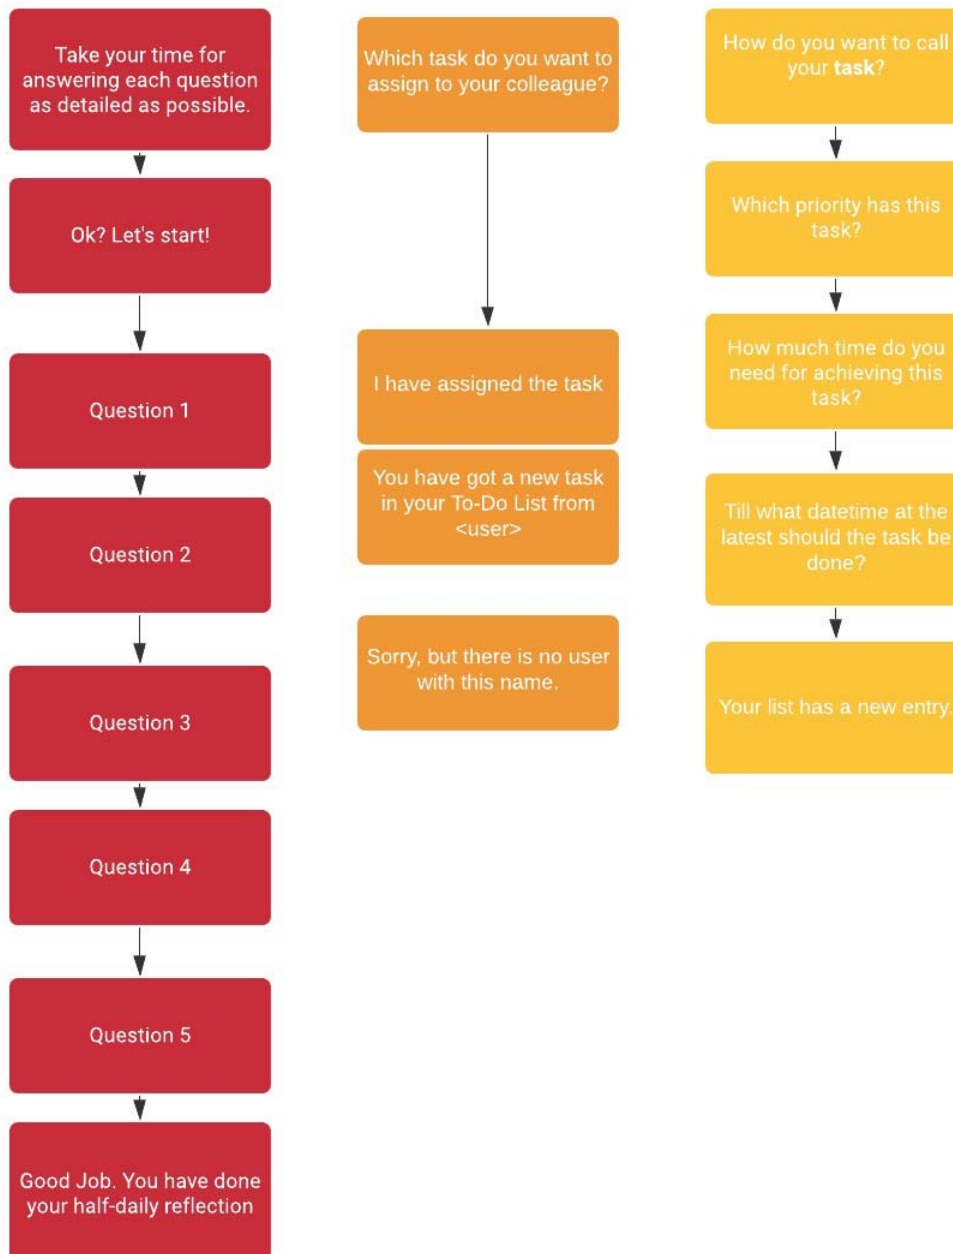 Take your time for
answering each question
as detailed as possible.
Ok? Let's start!
Question 1
Question 2
Question 3
Question 4
Question 5
Good Job. You have done
your half-daily reflection
Which task do you want to
assign to your colleague?
I have assigned the task
You have got a new task
in your To-Do List from
<user>
Sorry, but there is no user
with this name.
How do you want to call
your task?
Which priority has this
task?
How much time do you
need for achieving this
task?
Till what datetime at the
latest should the task be
done?
Your list has a new entry.